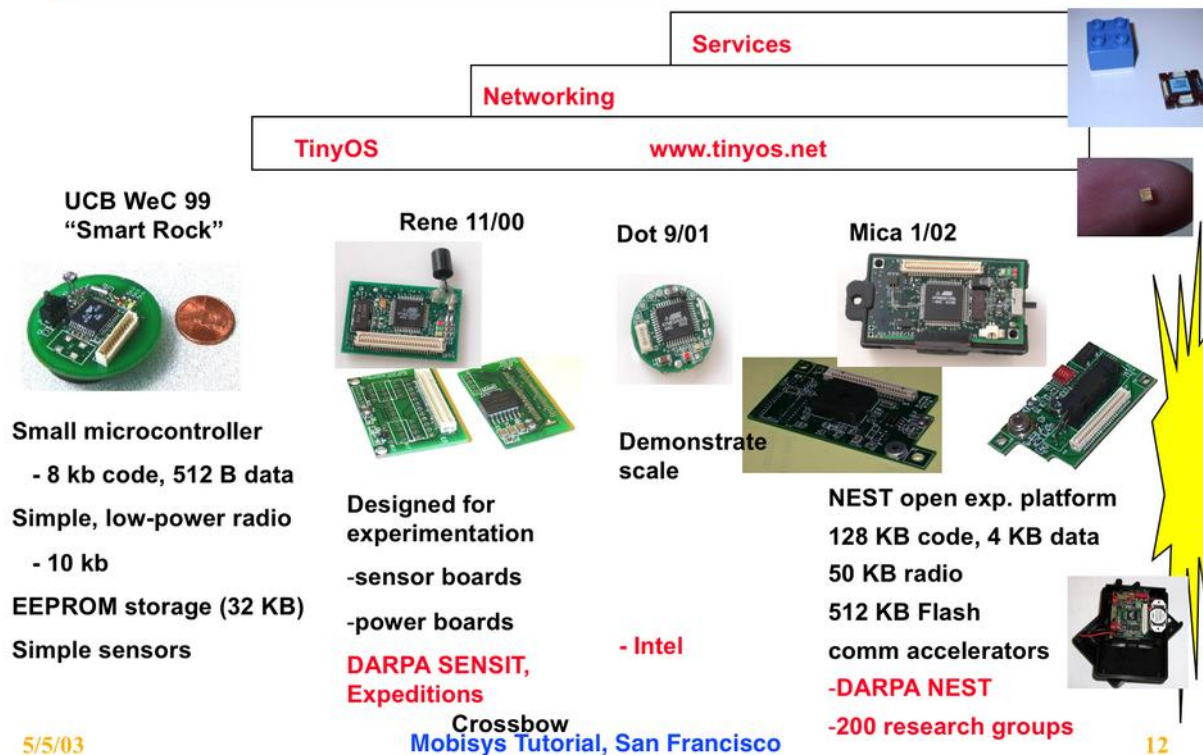 Services
Networking
TinyOS www.tinyos.net
UCB WeC 99
“Smart Rock”
Small microcontroller
- 8 kb code, 512 B data
Simple, low-power radio
- 10 kb
EEPROM storage (32 KB)
Simple sensors
Rene 11/00
Designed for
experimentation
-sensor boards
-power boards
DARPA SENSIT,
Expeditions
Crossbow
Dot 9/01
Demonstrate
scale
- Intel
Mica 1/02
NEST open exp. platform
128 KB code, 4 KB data
50 KB radio
512 KB Flash
comm accelerators
-DARPA NEST
-200 research groups
5/5/03
Mobisys Tutorial, San Francisco
12